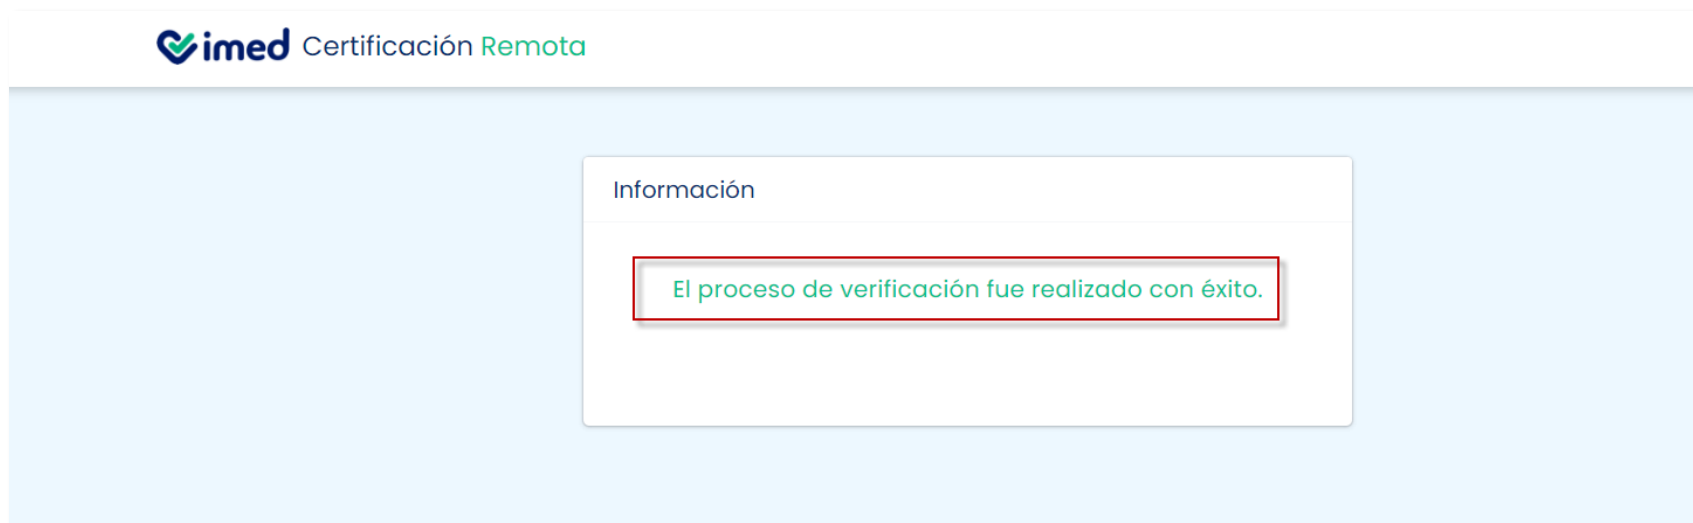 imed Certificación Remota
Información
El proceso de verificación fue realizado con éxito.